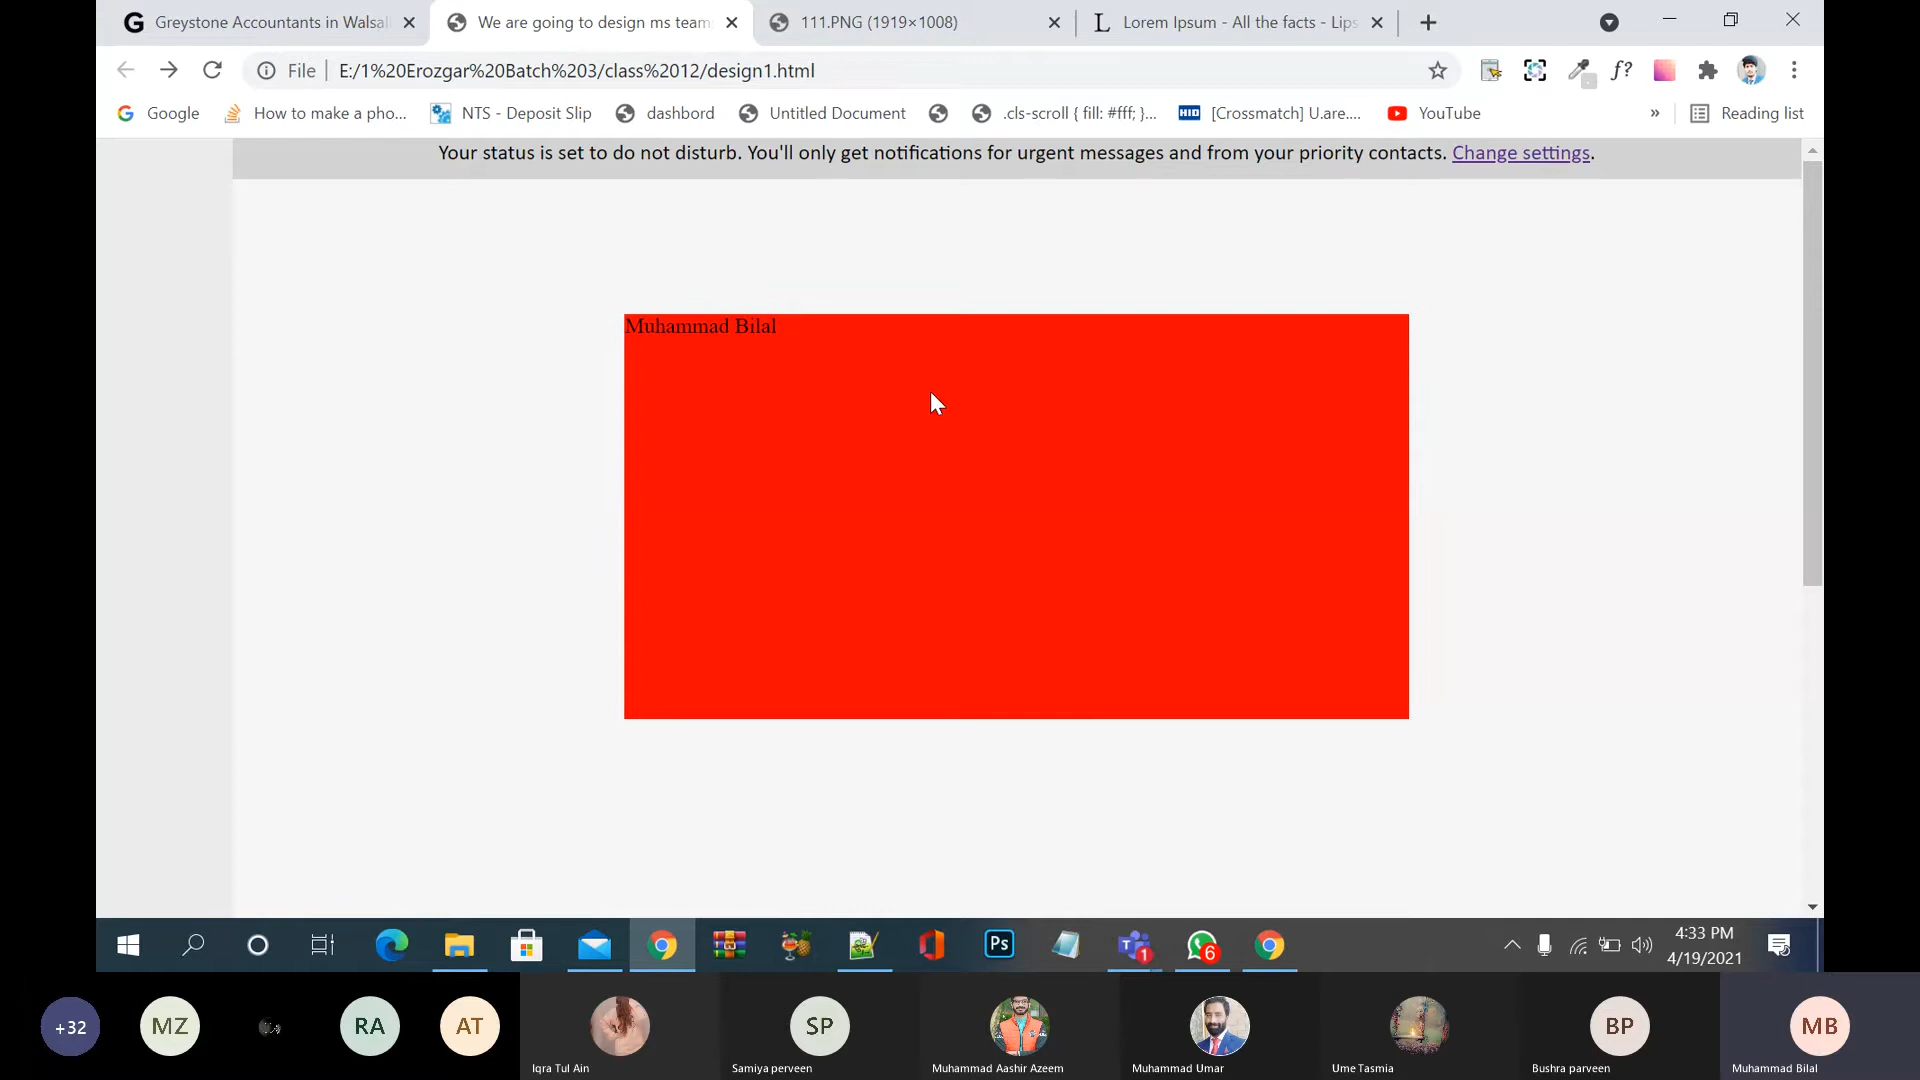 Greystone Accountants in Walsal
We are going to design ms team
111.PNG (1919×1008)
L
Lorem Ipsum - All the facts - Lips
File
E:/1%20Erozgar%20Batch%203/class%2012/design1.html
f?
Google
How to make a pho...
NTS - Deposit Slip
dashbord
Untitled Document
.cls-scroll { fill: #fff; }...
HID
[Crossmatch] U.are....
YouTube
»
Reading list
Your status is set to do not disturb. You'll only get notifications for urgent messages and from your priority contacts. Change settings.
Muhammad Bilal
Ps
T
1
6
4:33 PM
4/19/2021
+32
MZ
RA
AT
SP
BP
MB
Iqra Tul Ain
Samiya perveen
Muhammad Aashir Azeem
Muhammad Umar
Ume Tasmia
Bushra parveen
Muhammad Bilal